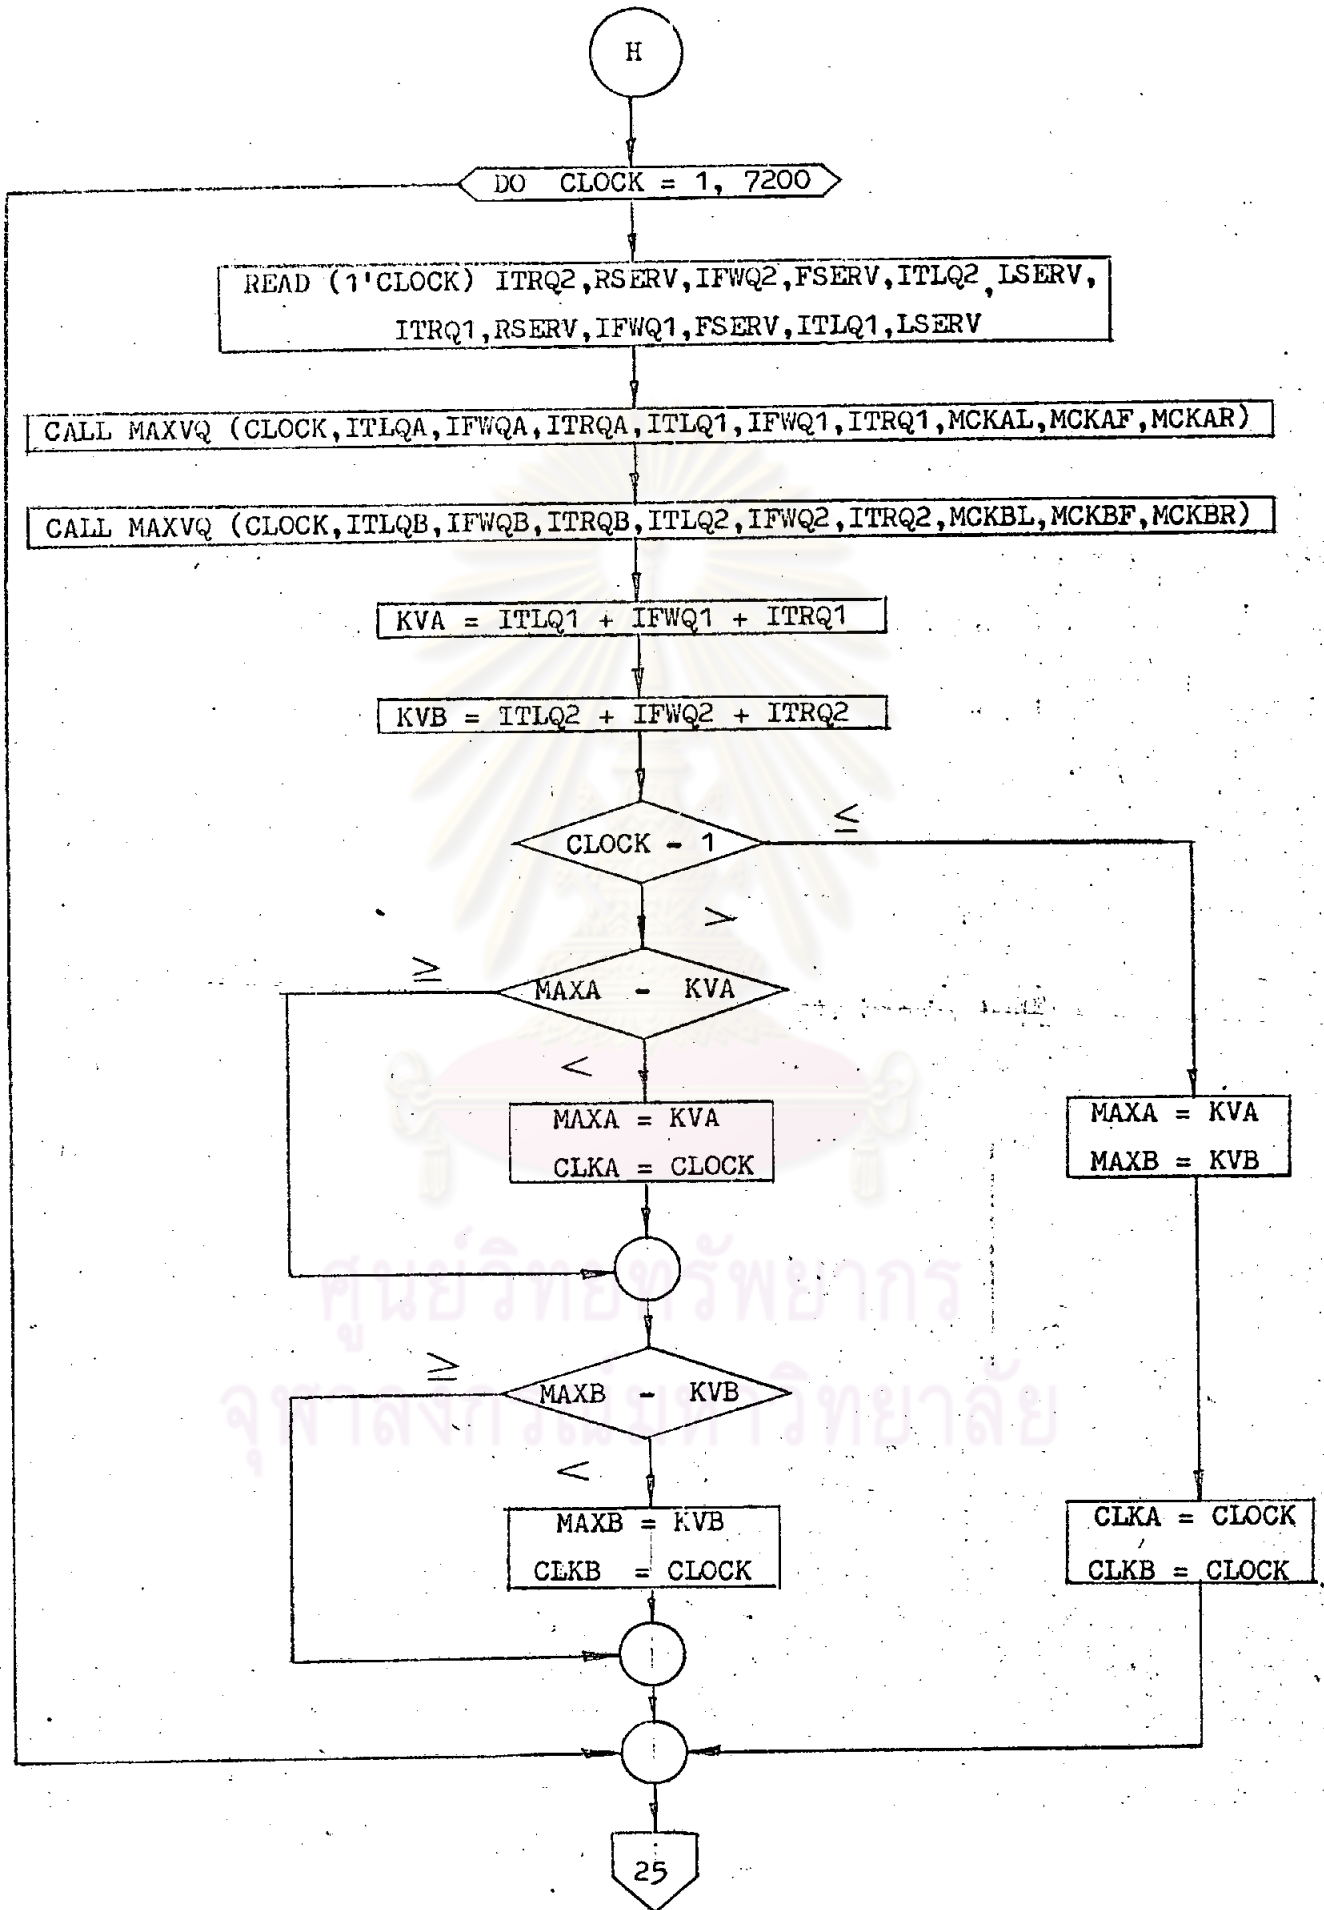 H
DO CLOCK = 1, 7200
READ (1'CLOCK) ITRQ2,RSERV,IFWQ2,FSERV,ITLQ2,LSERV,
ITRQ1,RSERV,IFWQ1,FSERV,ITLQ1,LSERV
CALL MAXVQ (CLOCK,ITLQA,IFWQA,ITRQA,ITLQ1,IFWQ1,ITRQ1,MCKAL,MCKAF,MCKAR)
CALL MAXVQ (CLOCK,ITLQB,IFWQB,ITRQB,ITLQ2,IFWQ2,ITRQ2,MCKBL,MCKBF,MCKBR)
KVA = ITLQ1 + IFWQ1 + ITRQ1
KVB = ITLQ2 + IFWQ2 + ITRQ2
CLOCK - 1
≤
>
≥
MAXA - KVA
<
MAXA = KVA
CLKA = CLOCK
MAXA = KVA
MAXB = KVB
ศูนย์วิทยทรัพยากร
≥
MAXB - KVB
จุฬาลงกรณ์มหาวิทยาลัย
<
MAXB = KVB
CLKB = CLOCK
CLKA = CLOCK
CLKB = CLOCK
25